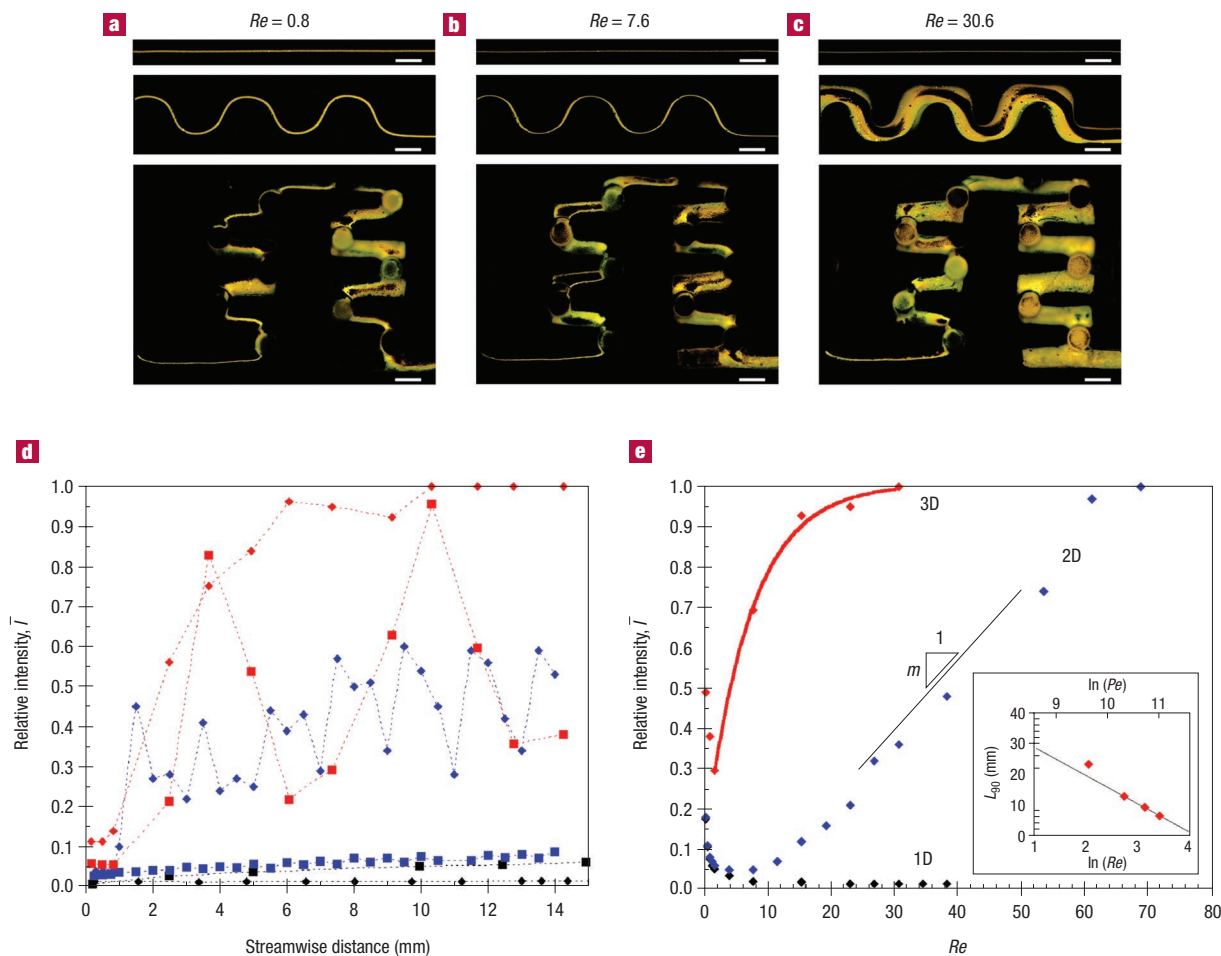 a Re = 0.8
b Re = 7.6
c Re = 30.6
d
1.0
0.9
0.8
0.7
0.6
0.5
0.4
0.3
0.2
0.1
0.0
Relative intensity, I̅
0 2 4 6 8 10 12 14
Streamwise distance (mm)
e
1.0
0.9
0.8
0.7
0.6
0.5
0.4
0.3
0.2
0.1
0.0
Relative intensity, I̅
3D
2D
1D
1
m
ln (Pe)
9 10 11
40
30
20
10
0
L90 (mm)
1 2 3 4
ln (Re)
0 10 20 30 40 50 60 70 80
Re